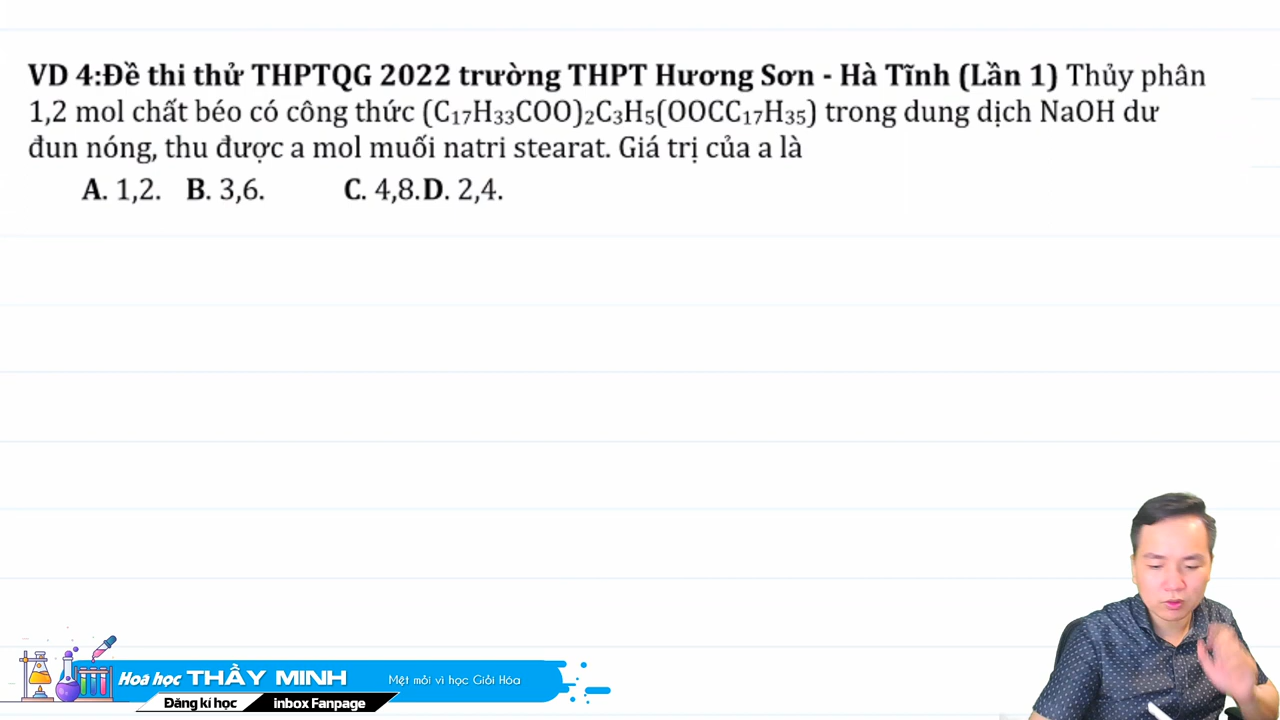 VD 4:Đề thi thử THPTQG 2022 trường THPT Hương Sơn - Hà Tĩnh (Lần 1) Thủy phân
1,2 mol chất béo có công thức (C₁₇H₃₃COO)₂C₃H₅(OOCC₁₇H₃₅) trong dung dịch NaOH dư
đun nóng, thu được a mol muối natri stearat. Giá trị của a là
A. 1,2. B. 3,6. C. 4,8.D. 2,4.
Hoá học THẦY MINH
Mệt mỏi vì học Giỏi Hóa
Đăng kí học inbox Fanpage